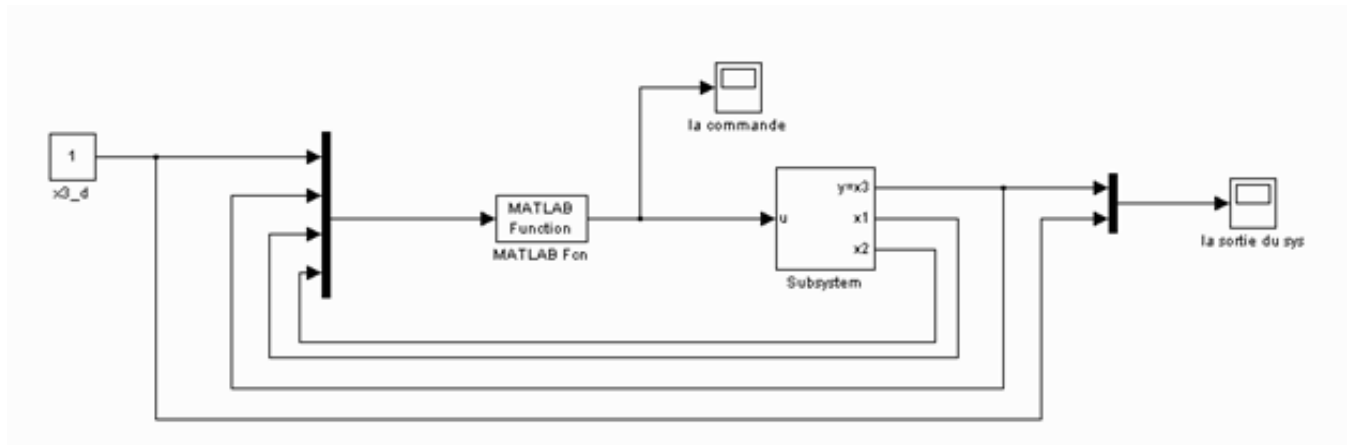 la commande
1
x3_d
MATLAB
Function
MATLAB Fcn
u
y=x3
x1
x2
Subsystem
la sortie du sys